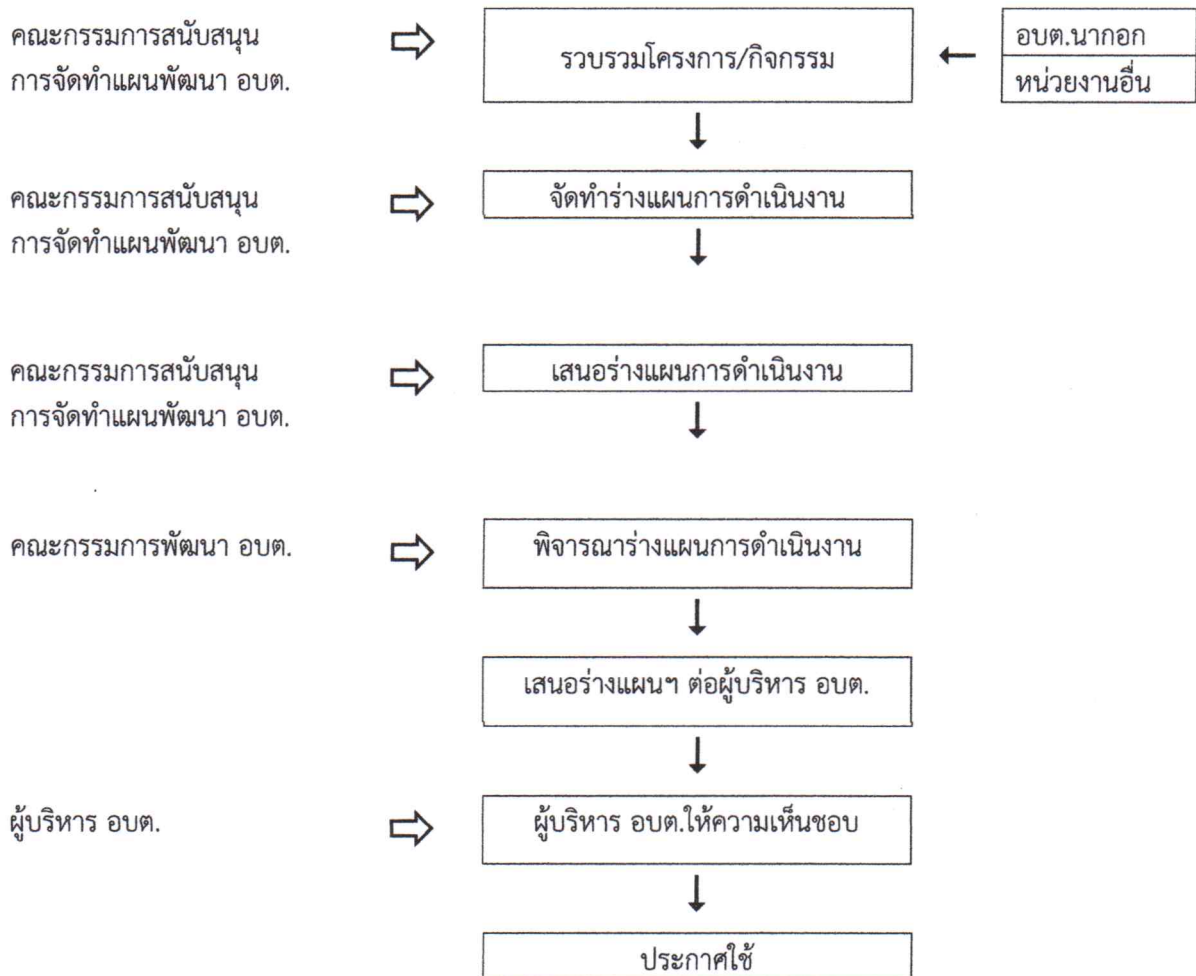 คณะกรรมการสนับสนุน
การจัดทำแผนพัฒนา อบต.
รวบรวมโครงการ/กิจกรรม
อบต.นากอก
หน่วยงานอื่น
คณะกรรมการสนับสนุน
การจัดทำแผนพัฒนา อบต.
จัดทำร่างแผนการดำเนินงาน
คณะกรรมการสนับสนุน
การจัดทำแผนพัฒนา อบต.
เสนอร่างแผนการดำเนินงาน
คณะกรรมการพัฒนา อบต.
พิจารณาร่างแผนการดำเนินงาน
เสนอร่างแผนฯ ต่อผู้บริหาร อบต.
ผู้บริหาร อบต.
ผู้บริหาร อบต.ให้ความเห็นชอบ
ประกาศใช้